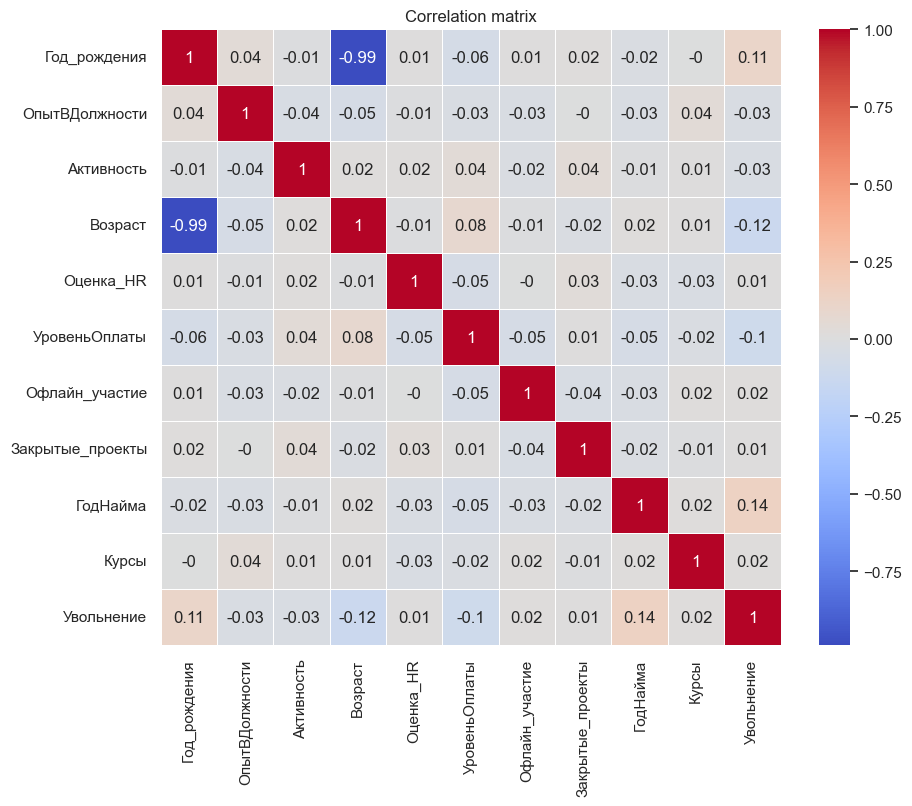 Correlation matrix
Год_рождения 1 0.04 -0.01 -0.99 0.01 -0.06 0.01 0.02 -0.02 -0 0.11
ОпытВДолжности 0.04 1 -0.04 -0.05 -0.01 -0.03 -0.03 -0 -0.03 0.04 -0.03
Активность -0.01 -0.04 1 0.02 0.02 0.04 -0.02 0.04 -0.01 0.01 -0.03
Возраст -0.99 -0.05 0.02 1 -0.01 0.08 -0.01 -0.02 0.02 0.01 -0.12
Оценка_HR 0.01 -0.01 0.02 -0.01 1 -0.05 -0 0.03 -0.03 -0.03 0.01
УровеньОплаты -0.06 -0.03 0.04 0.08 -0.05 1 -0.05 0.01 -0.05 -0.02 -0.1
Офлайн_участие 0.01 -0.03 -0.02 -0.01 -0 -0.05 1 -0.04 -0.03 0.02 0.02
Закрытые_проекты 0.02 -0 0.04 -0.02 0.03 0.01 -0.04 1 -0.02 -0.01 0.01
ГодНайма -0.02 -0.03 -0.01 0.02 -0.03 -0.05 -0.03 -0.02 1 0.02 0.14
Курсы -0 0.04 0.01 0.01 -0.03 -0.02 0.02 -0.01 0.02 1 0.02
Увольнение 0.11 -0.03 -0.03 -0.12 0.01 -0.1 0.02 0.01 0.14 0.02 1
Год_рождения
ОпытВДолжности
Активность
Возраст
Оценка_HR
УровеньОплаты
Офлайн_участие
Закрытые_проекты
ГодНайма
Курсы
Увольнение
1.00
0.75
0.50
0.25
0.00
-0.25
-0.50
-0.75